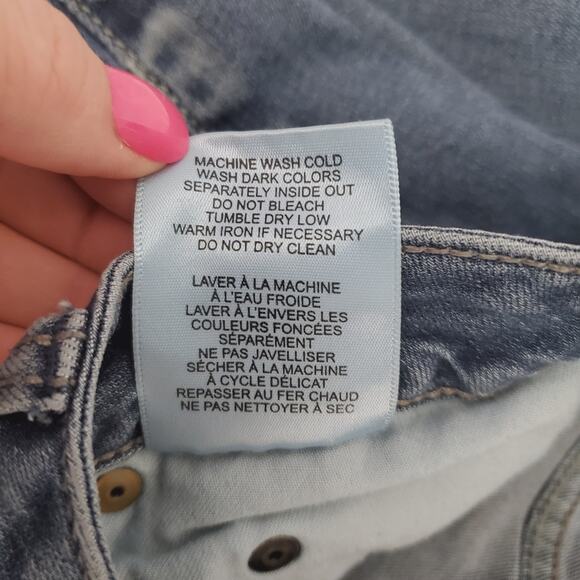 MACHINE WASH COLD
WASH DARK COLORS
SEPARATELY INSIDE OUT
DO NOT BLEACH
TUMBLE DRY LOW
WARM IRON IF NECESSARY
DO NOT DRY CLEAN
LAVER À LA MACHINE
À L'EAU FROIDE
LAVER À L'ENVERS LES
COULEURS FONCÉES
SÉPARÉMENT
NE PAS JAVELLISER
SÉCHER À LA MACHINE
À CYCLE DÉLICAT
REPASSER AU FER CHAUD
NE PAS NETTOYER À SEC